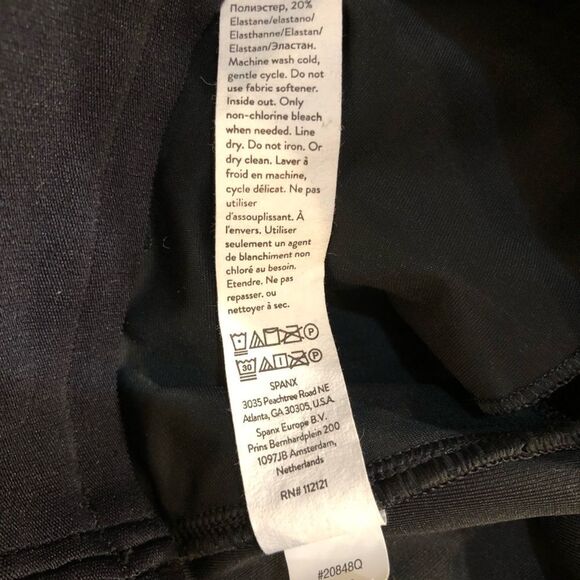 Полиэстер, 20%
Elastane/elastano/
Elasthanne/Elastan/
Elastaan/Эластан.
Machine wash cold,
gentle cycle. Do not
use fabric softener.
Inside out. Only
non-chlorine bleach
when needed. Line
dry. Do not iron. Or
dry clean. Laver à
froid en machine,
cycle délicat. Ne pas
utiliser
d'assouplissant. À
l'envers. Utiliser
seulement un agent
de blanchiment non
chloré au besoin.
Etendre. Ne pas
repasser. ou
nettoyer à sec.
P
30 P
SPANX
3035 Peachtree Road NE
Atlanta, GA 30305, U.S.A.
Spanx Europe B.V.
Prins Bernhardplein 200
1097JB Amsterdam,
Netherlands
RN# 112121
#20848Q